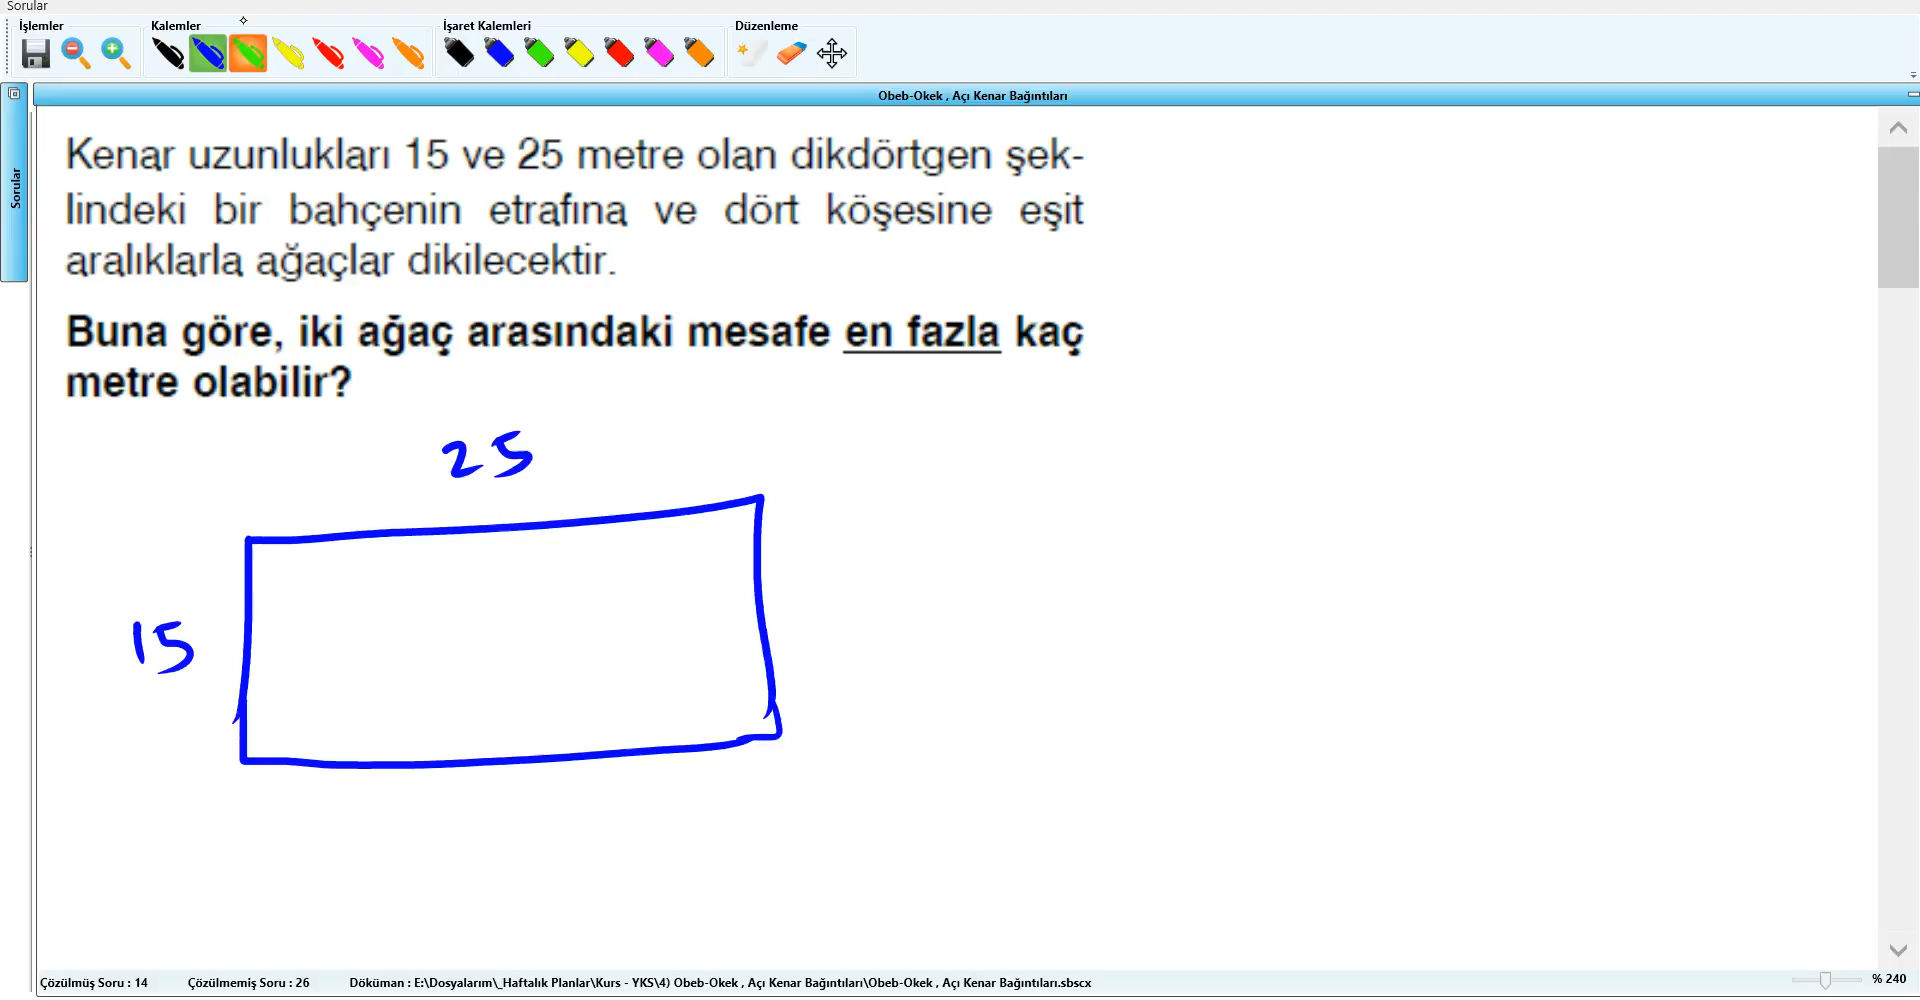 Sorular
İşlemler
Kalemler
İşaret Kalemleri
Düzenleme
Sorular
Obeb-Okek , Açı Kenar Bağıntıları
Kenar uzunlukları 15 ve 25 metre olan dikdörtgen şek-
lindeki bir bahçenin etrafına ve dört köşesine eşit
aralıklarla ağaçlar dikilecektir.
Buna göre, iki ağaç arasındaki mesafe en fazla kaç
metre olabilir?
25
15
Çözülmüş Soru : 14
Çözülmemiş Soru : 26
Döküman : E:\Dosyalarım\_Haftalık Planlar\Kurs - YKS\4) Obeb-Okek , Açı Kenar Bağıntıları\Obeb-Okek , Açı Kenar Bağıntıları.sbscx
% 240